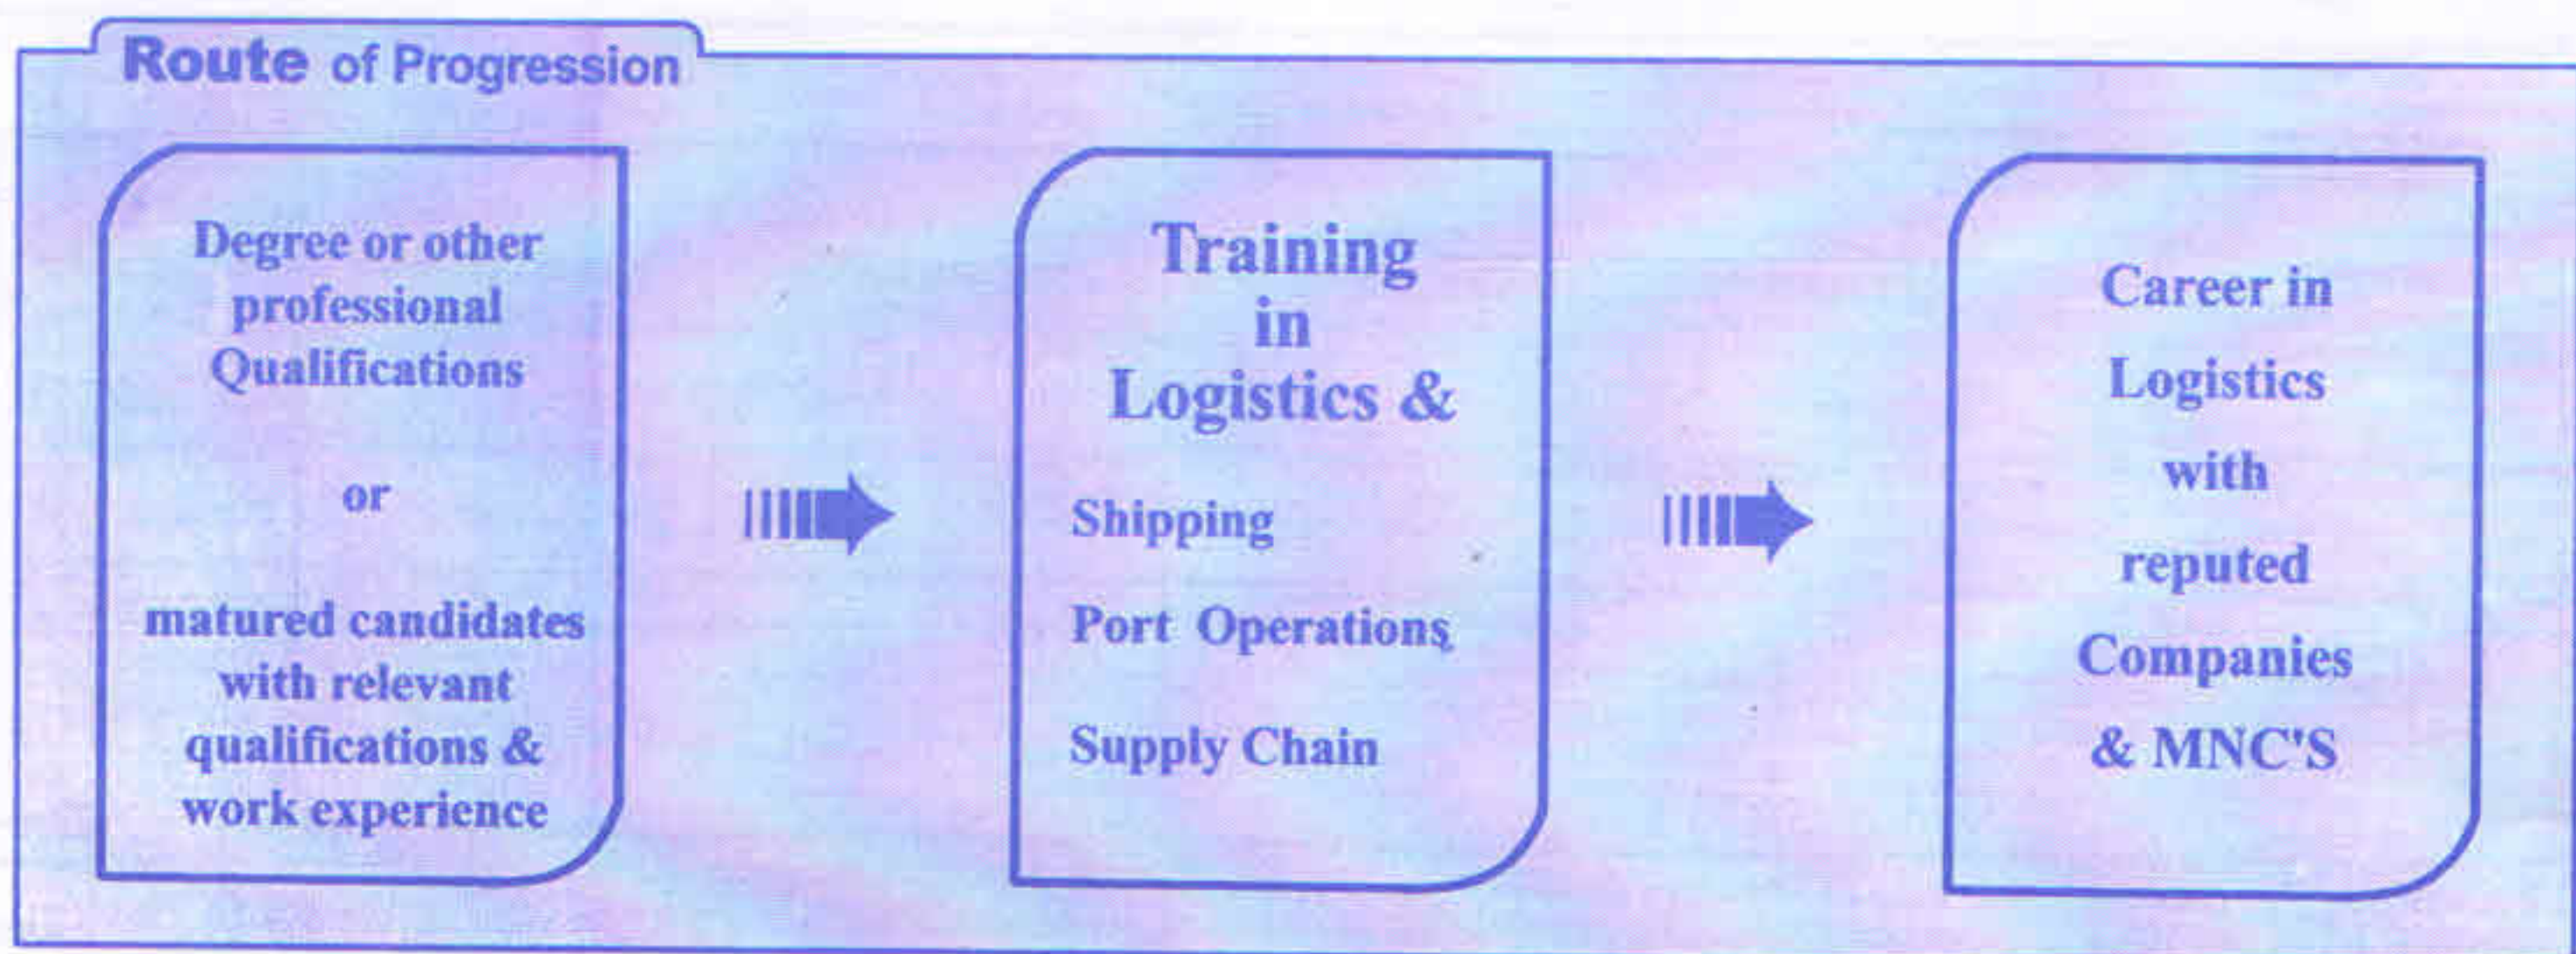 Route of Progression
Degree or other
professional
Qualifications
or
matured candidates
with relevant
qualifications &
work experience
Training
in
Logistics &
Shipping
Port Operations
Supply Chain
Career in
Logistics
with
reputed
Companies
& MNC'S